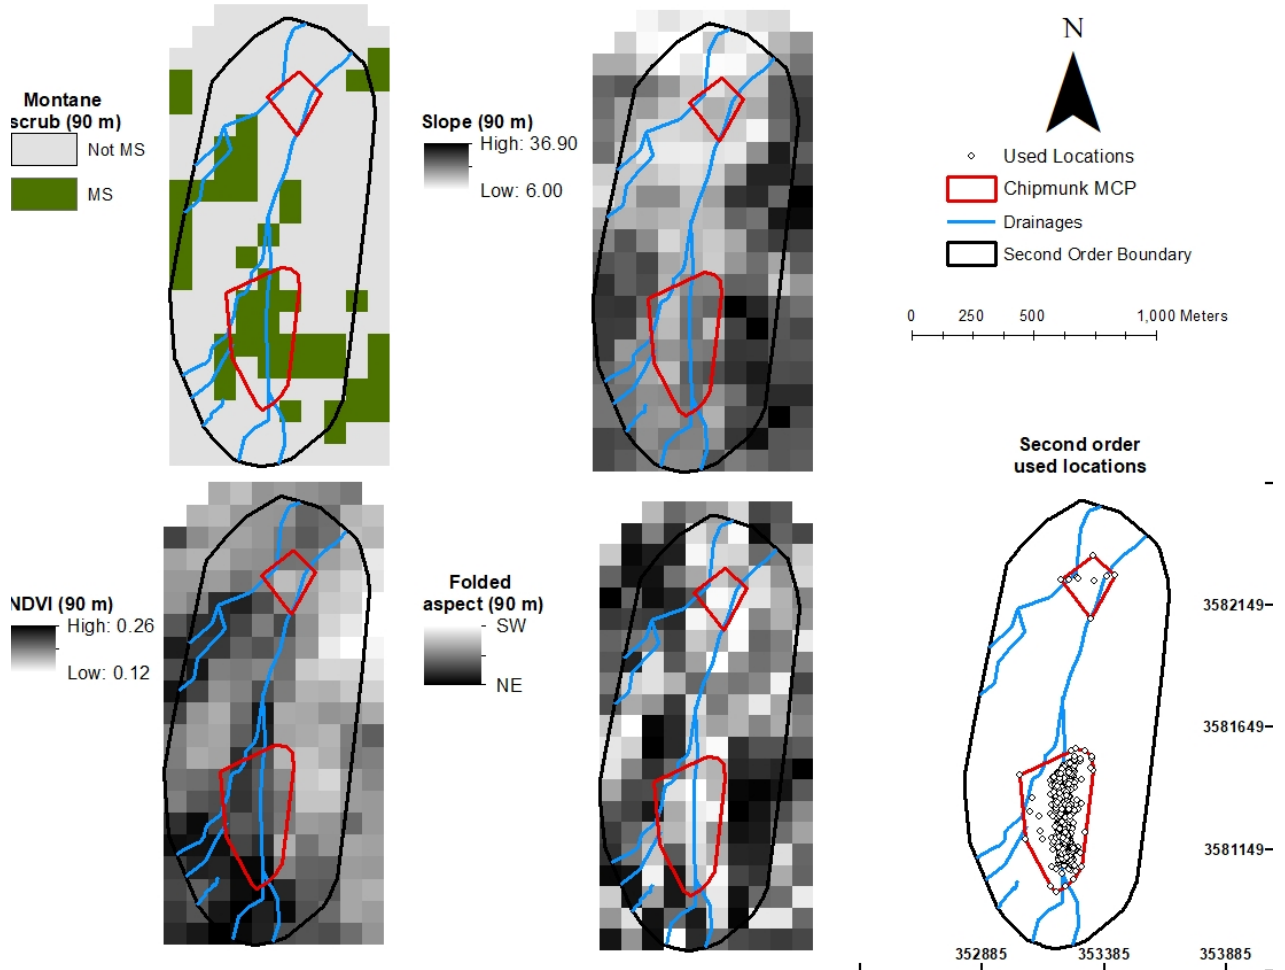 Montane
scrub (90 m)
Not MS
MS
Slope (90 m)
High: 36.90
Low: 6.00
N
Used Locations
Chipmunk MCP
Drainages
Second Order Boundary
0 250 500 1,000 Meters
NDVI (90 m)
High: 0.26
Low: 0.12
Folded
aspect (90 m)
SW
NE
Second order
used locations
3582149
3581649
3581149
352885 353385 353885